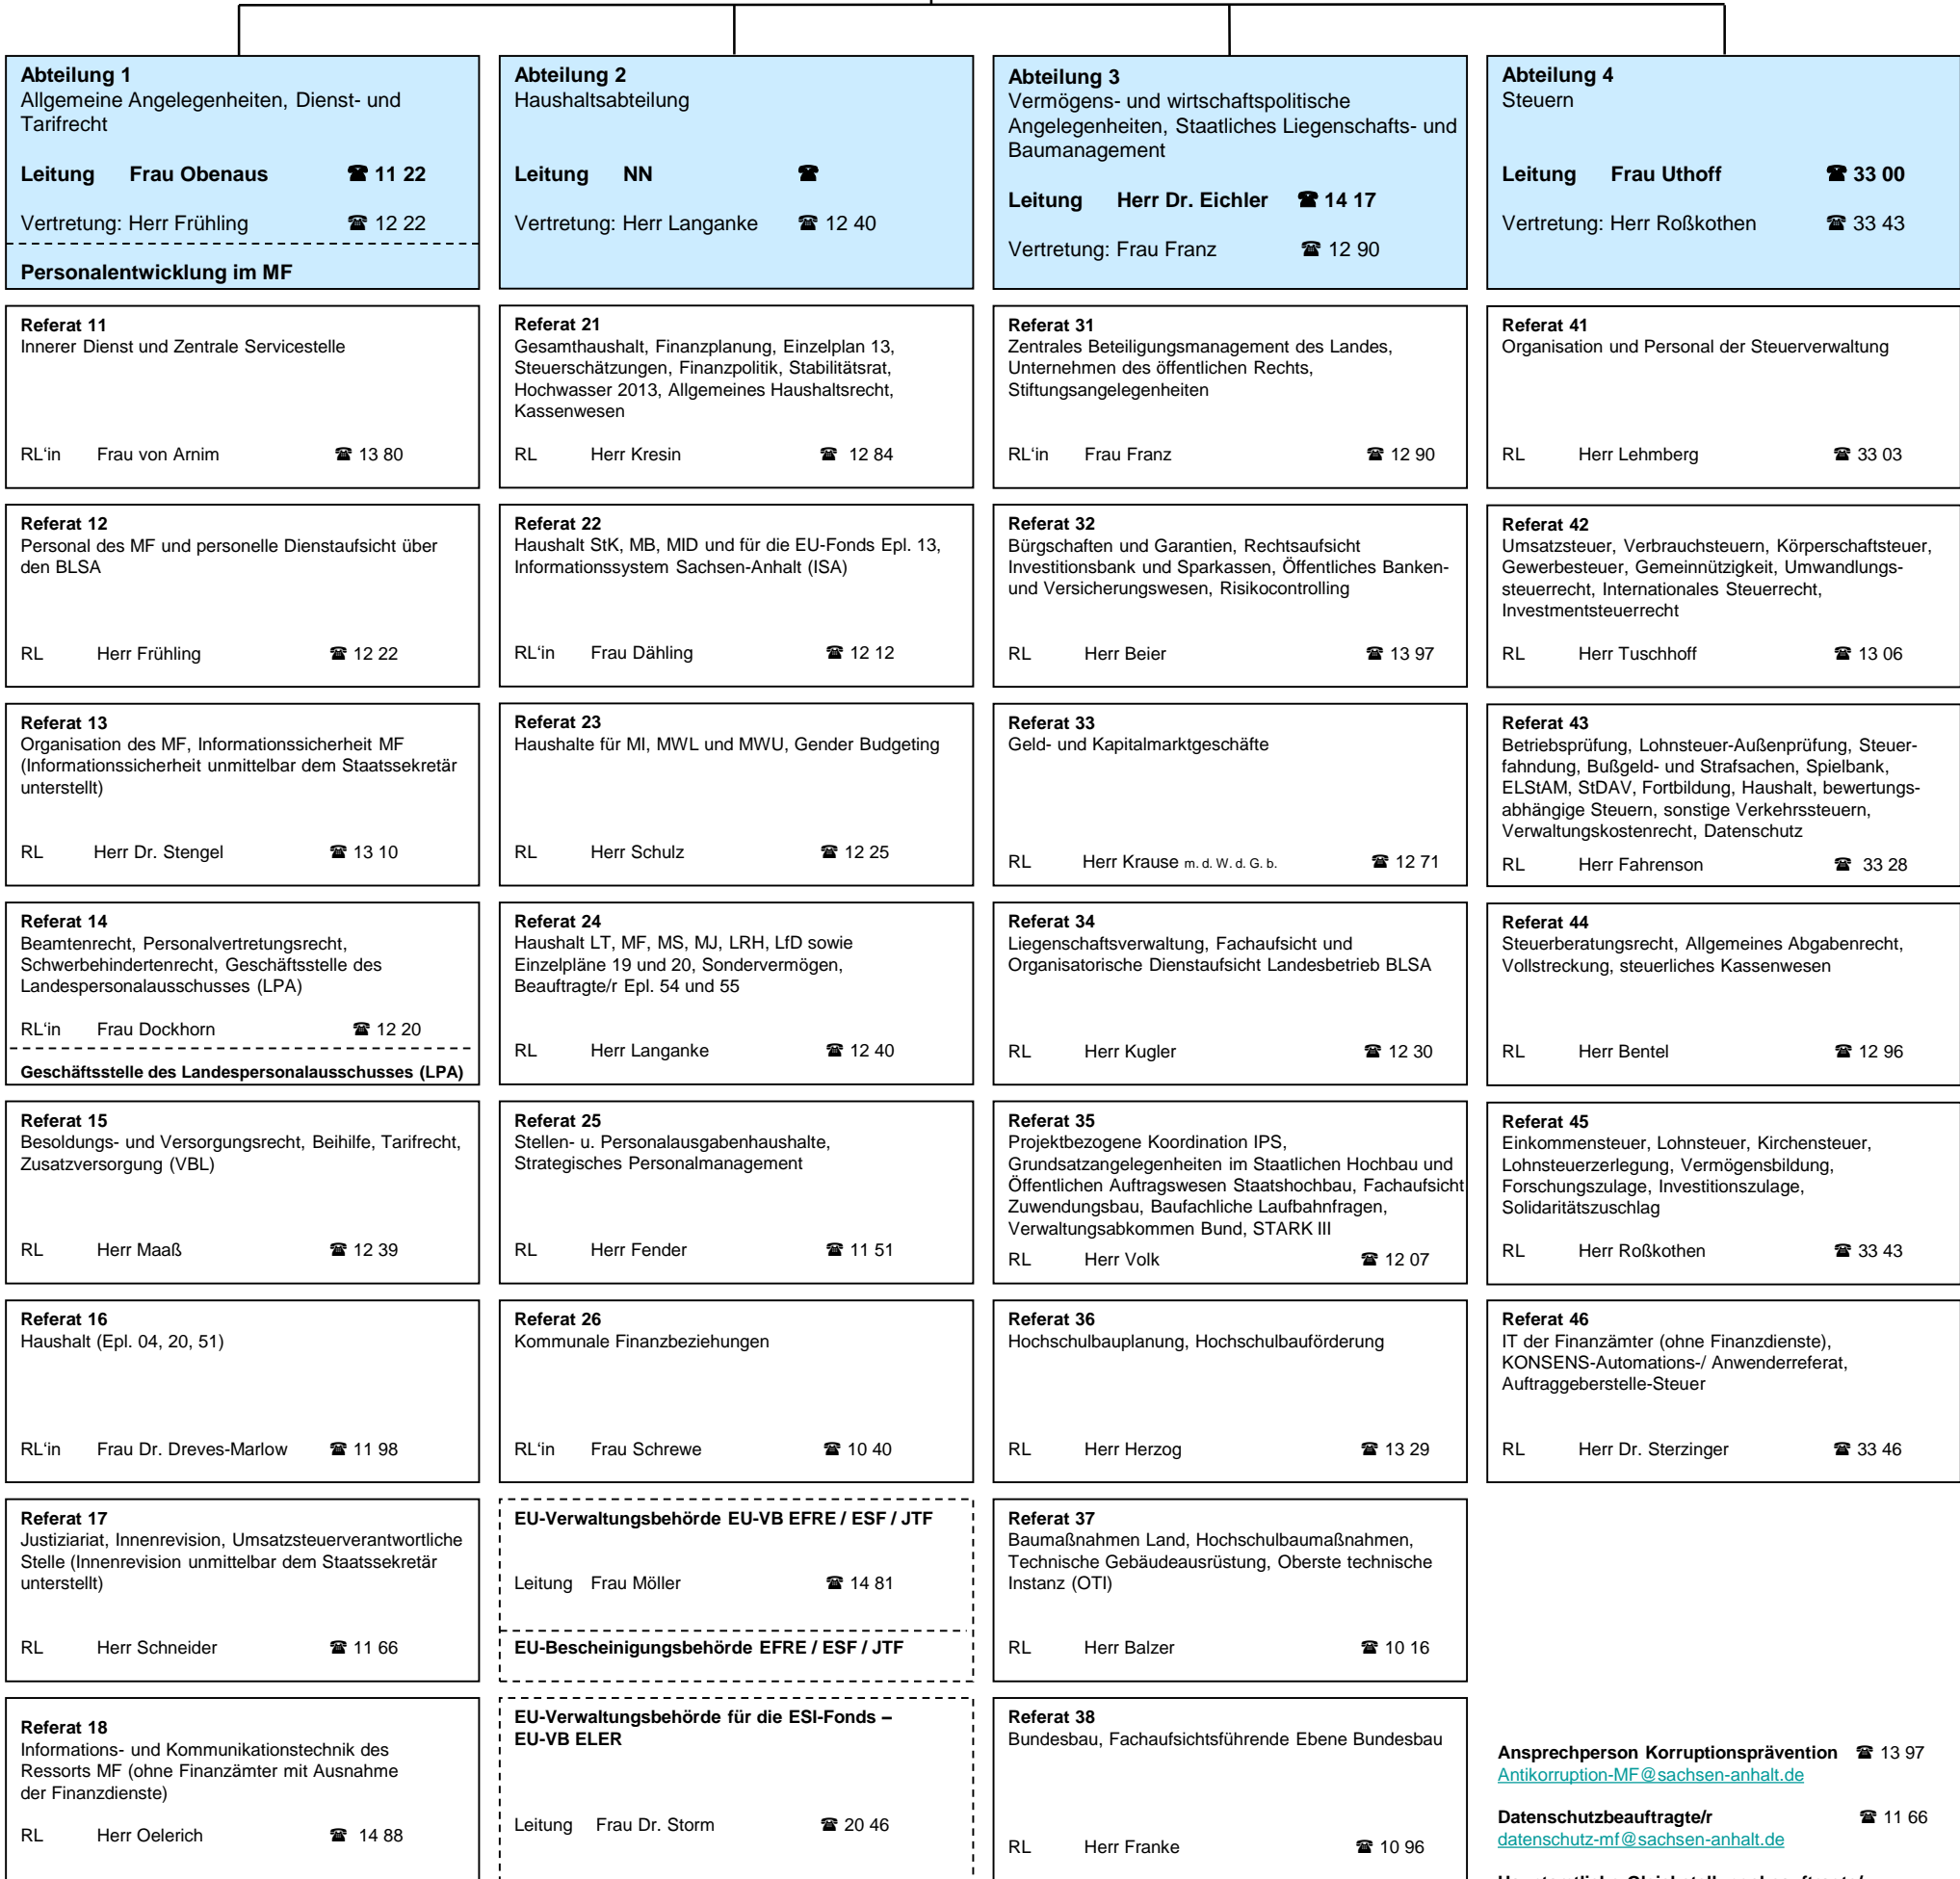 Abteilung 1
Allgemeine Angelegenheiten, Dienst- und
Tarifrecht
Leitung Frau Obenaus ☎ 11 22
Vertretung: Herr Frühling ☎ 12 22
Personalentwicklung im MF
Referat 11
Innerer Dienst und Zentrale Servicestelle
RL‘in Frau von Arnim ☎ 13 80
Referat 12
Personal des MF und personelle Dienstaufsicht über
den BLSA
RL Herr Frühling ☎ 12 22
Referat 13
Organisation des MF, Informationssicherheit MF
(Informationssicherheit unmittelbar dem Staatssekretär
unterstellt)
RL Herr Dr. Stengel ☎ 13 10
Referat 14
Beamtenrecht, Personalvertretungsrecht,
Schwerbehindertenrecht, Geschäftsstelle des
Landespersonalausschusses (LPA)
RL‘in Frau Dockhorn ☎ 12 20
Geschäftsstelle des Landespersonalausschusses (LPA)
Referat 15
Besoldungs- und Versorgungsrecht, Beihilfe, Tarifrecht,
Zusatzversorgung (VBL)
RL Herr Maaß ☎ 12 39
Referat 16
Haushalt (Epl. 04, 20, 51)
RL‘in Frau Dr. Dreves-Marlow ☎ 11 98
Referat 17
Justiziariat, Innenrevision, Umsatzsteuerverantwortliche
Stelle (Innenrevision unmittelbar dem Staatssekretär
unterstellt)
RL Herr Schneider ☎ 11 66
Referat 18
Informations- und Kommunikationstechnik des
Ressorts MF (ohne Finanzämter mit Ausnahme
der Finanzdienste)
RL Herr Oelerich ☎ 14 88
Abteilung 2
Haushaltsabteilung
Leitung NN ☎
Vertretung: Herr Langanke ☎ 12 40
Referat 21
Gesamthaushalt, Finanzplanung, Einzelplan 13,
Steuerschätzungen, Finanzpolitik, Stabilitätsrat,
Hochwasser 2013, Allgemeines Haushaltsrecht,
Kassenwesen
RL Herr Kresin ☎ 12 84
Referat 22
Haushalt StK, MB, MID und für die EU-Fonds Epl. 13,
Informationssystem Sachsen-Anhalt (ISA)
RL‘in Frau Dähling ☎ 12 12
Referat 23
Haushalte für MI, MWL und MWU, Gender Budgeting
RL Herr Schulz ☎ 12 25
Referat 24
Haushalt LT, MF, MS, MJ, LRH, LfD sowie
Einzelpläne 19 und 20, Sondervermögen,
Beauftragte/r Epl. 54 und 55
RL Herr Langanke ☎ 12 40
Referat 25
Stellen- u. Personalausgabenhaushalte,
Strategisches Personalmanagement
RL Herr Fender ☎ 11 51
Referat 26
Kommunale Finanzbeziehungen
RL‘in Frau Schrewe ☎ 10 40
EU-Verwaltungsbehörde EU-VB EFRE / ESF / JTF
Leitung Frau Möller ☎ 14 81
EU-Bescheinigungsbehörde EFRE / ESF / JTF
EU-Verwaltungsbehörde für die ESI-Fonds –
EU-VB ELER
Leitung Frau Dr. Storm ☎ 20 46
Abteilung 3
Vermögens- und wirtschaftspolitische
Angelegenheiten, Staatliches Liegenschafts- und
Baumanagement
Leitung Herr Dr. Eichler ☎ 14 17
Vertretung: Frau Franz ☎ 12 90
Referat 31
Zentrales Beteiligungsmanagement des Landes,
Unternehmen des öffentlichen Rechts,
Stiftungsangelegenheiten
RL‘in Frau Franz ☎ 12 90
Referat 32
Bürgschaften und Garantien, Rechtsaufsicht
Investitionsbank und Sparkassen, Öffentliches Banken-
und Versicherungswesen, Risikocontrolling
RL Herr Beier ☎ 13 97
Referat 33
Geld- und Kapitalmarktgeschäfte
RL Herr Krause m. d. W. d. G. b. ☎ 12 71
Referat 34
Liegenschaftsverwaltung, Fachaufsicht und
Organisatorische Dienstaufsicht Landesbetrieb BLSA
RL Herr Kugler ☎ 12 30
Referat 35
Projektbezogene Koordination IPS,
Grundsatzangelegenheiten im Staatlichen Hochbau und
Öffentlichen Auftragswesen Staatshochbau, Fachaufsicht
Zuwendungsbau, Baufachliche Laufbahnfragen,
Verwaltungsabkommen Bund, STARK III
RL Herr Volk ☎ 12 07
Referat 36
Hochschulbauplanung, Hochschulbauförderung
RL Herr Herzog ☎ 13 29
Referat 37
Baumaßnahmen Land, Hochschulbaumaßnahmen,
Technische Gebäudeausrüstung, Oberste technische
Instanz (OTI)
RL Herr Balzer ☎ 10 16
Referat 38
Bundesbau, Fachaufsichtsführende Ebene Bundesbau
RL Herr Franke ☎ 10 96
Abteilung 4
Steuern
Leitung Frau Uthoff ☎ 33 00
Vertretung: Herr Roßkothen ☎ 33 43
Referat 41
Organisation und Personal der Steuerverwaltung
RL Herr Lehmberg ☎ 33 03
Referat 42
Umsatzsteuer, Verbrauchsteuern, Körperschaftsteuer,
Gewerbesteuer, Gemeinnützigkeit, Umwandlungs-
steuerrecht, Internationales Steuerrecht,
Investmentsteuerrecht
RL Herr Tuschhoff ☎ 13 06
Referat 43
Betriebsprüfung, Lohnsteuer-Außenprüfung, Steuer-
fahndung, Bußgeld- und Strafsachen, Spielbank,
ELStAM, StDAV, Fortbildung, Haushalt, bewertungs-
abhängige Steuern, sonstige Verkehrssteuern,
Verwaltungskostenrecht, Datenschutz
RL Herr Fahrenson ☎ 33 28
Referat 44
Steuerberatungsrecht, Allgemeines Abgabenrecht,
Vollstreckung, steuerliches Kassenwesen
RL Herr Bentel ☎ 12 96
Referat 45
Einkommensteuer, Lohnsteuer, Kirchensteuer,
Lohnsteuerzerlegung, Vermögensbildung,
Forschungszulage, Investitionszulage,
Solidaritätszuschlag
RL Herr Roßkothen ☎ 33 43
Referat 46
IT der Finanzämter (ohne Finanzdienste),
KONSENS-Automations-/ Anwenderreferat,
Auftraggeberstelle-Steuer
RL Herr Dr. Sterzinger ☎ 33 46
Ansprechperson Korruptionsprävention ☎ 13 97
Antikorruption-MF@sachsen-anhalt.de
Datenschutzbeauftragte/r ☎ 11 66
datenschutz-mf@sachsen-anhalt.de